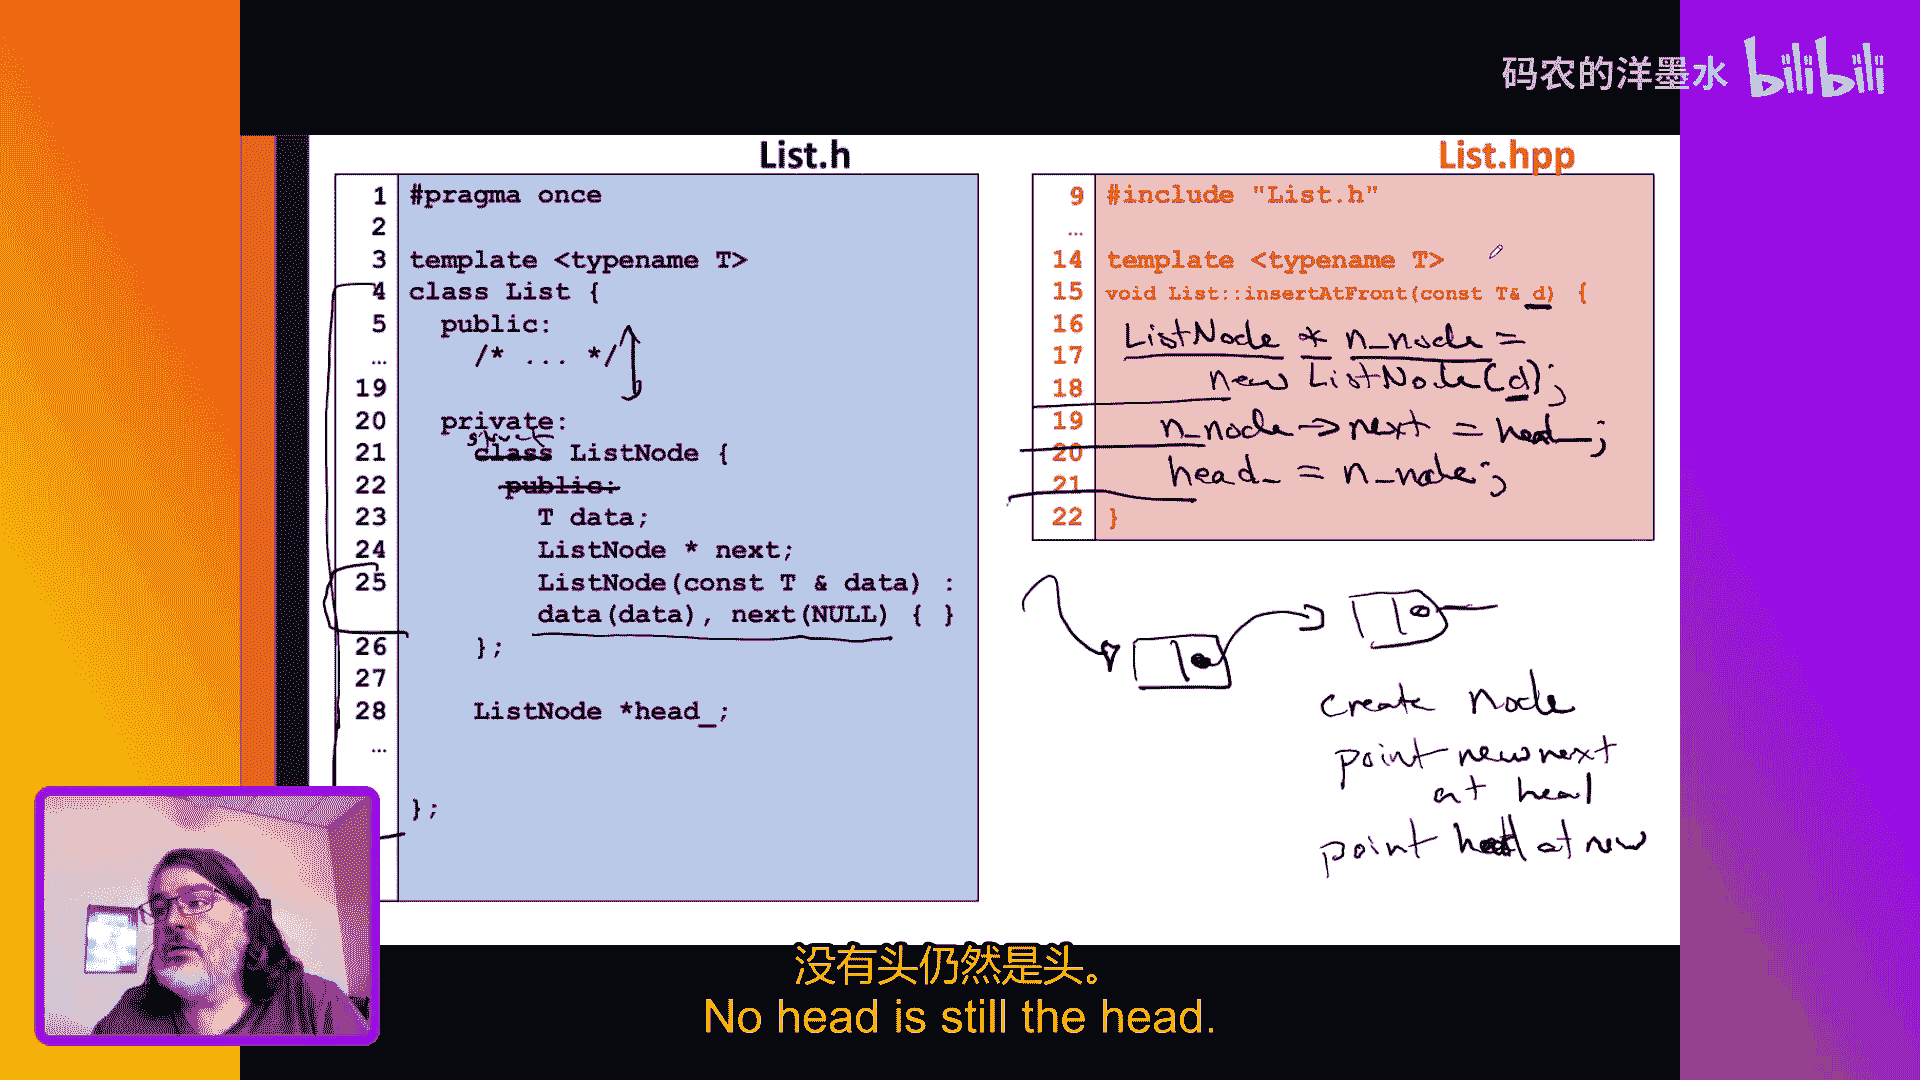 码农的洋墨水 bilibili
List.h
1 #pragma once
2
3 template <typename T>
4 class List {
5 public:
... /* ... */
19
20 private:
struct
21 class ListNode {
22 public:
23 T data;
24 ListNode * next;
25 ListNode(const T & data) :
data(data), next(NULL) { }
26 };
27
28 ListNode *head_;
...
};
List.hpp
9 #include "List.h"
...
14 template <typename T>
15 void List::insertAtFront(const T& d) {
16 ListNode * n_node =
17
18 new ListNode(d);
19 n_node -> next = head_;
20
21 head_ = n_node;
22 }
create node
point new next
at head
point head at new
没有头仍然是头。
No head is still the head.